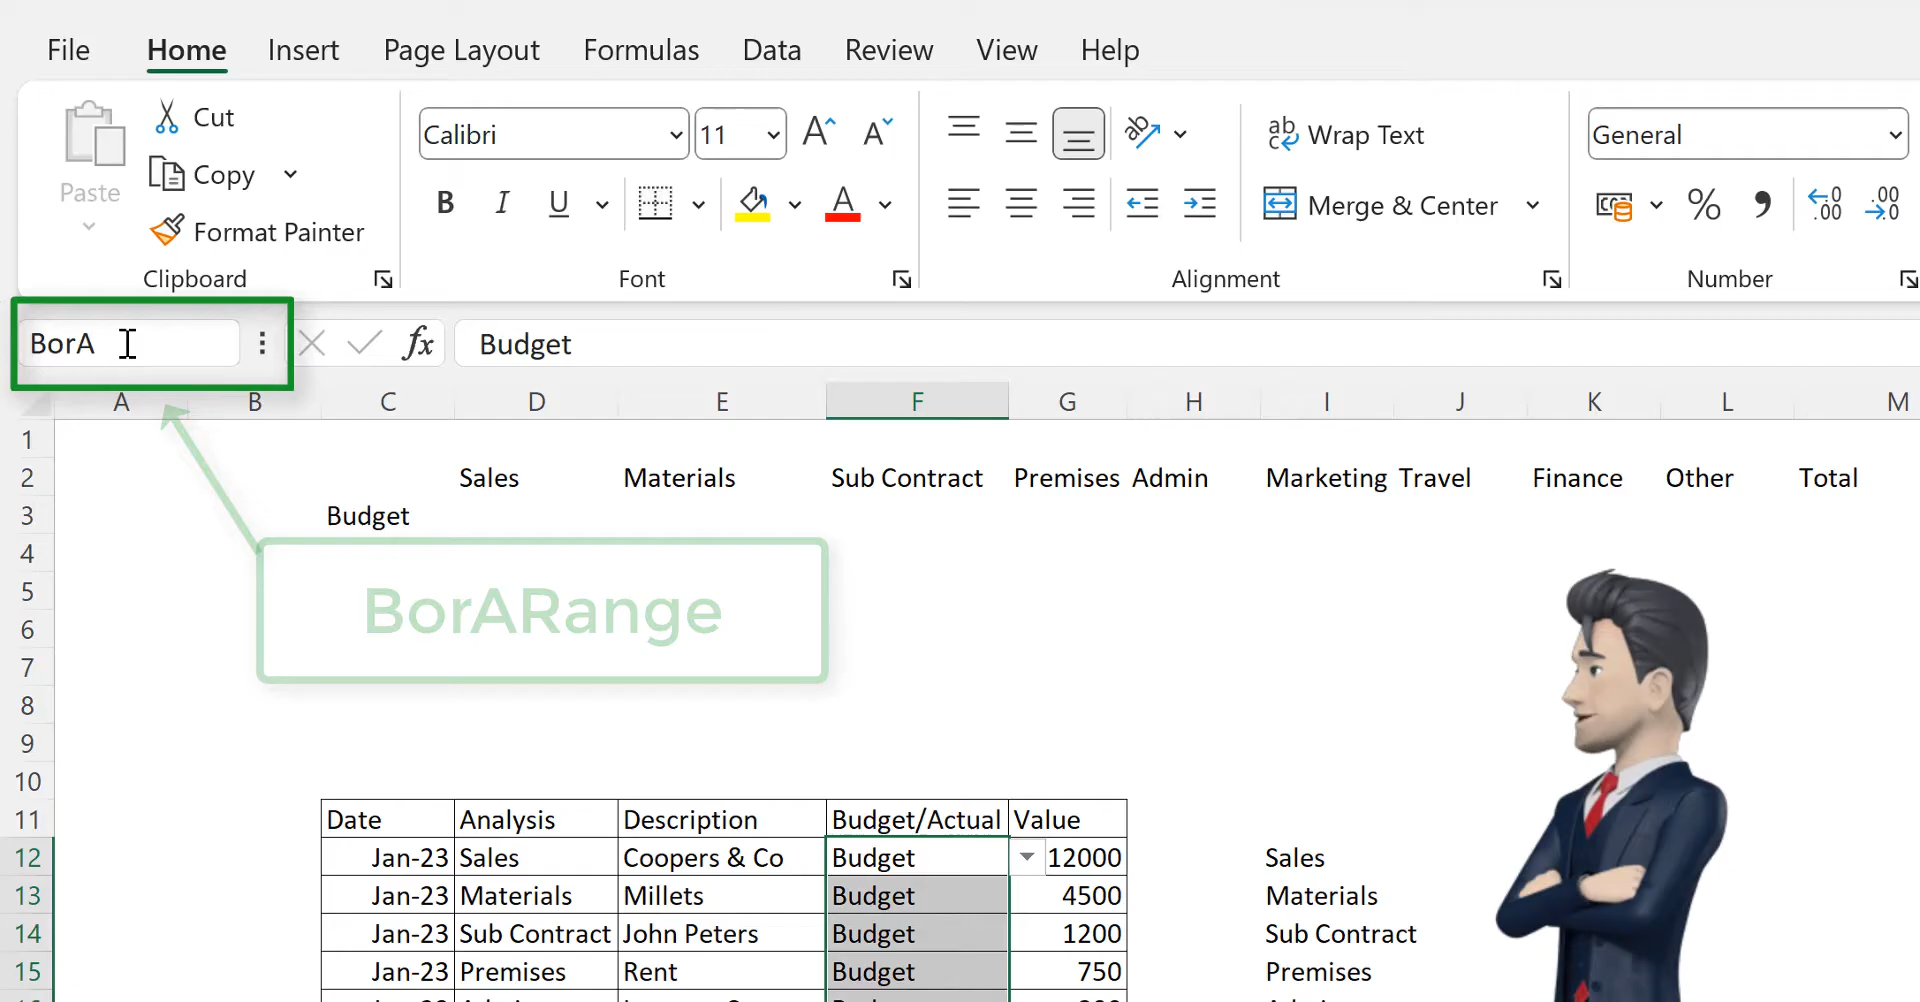 File Home Insert Page Layout Formulas Data Review View Help
Paste
Cut
Copy
Format Painter
Clipboard
Calibri 11
B I U
Font
Wrap Text
Merge & Center
Alignment
General
Number
BorA fx Budget
A B C D E F G H I J K L M
1
2 Sales Materials Sub Contract Premises Admin Marketing Travel Finance Other Total
3 Budget
4
BorARange
5
6
7
8
9
10
11 Date Analysis Description Budget/Actual Value
12 Jan-23 Sales Coopers & Co Budget 12000 Sales
13 Jan-23 Materials Millets Budget 4500 Materials
14 Jan-23 Sub Contract John Peters Budget 1200 Sub Contract
15 Jan-23 Premises Rent Budget 750 Premises